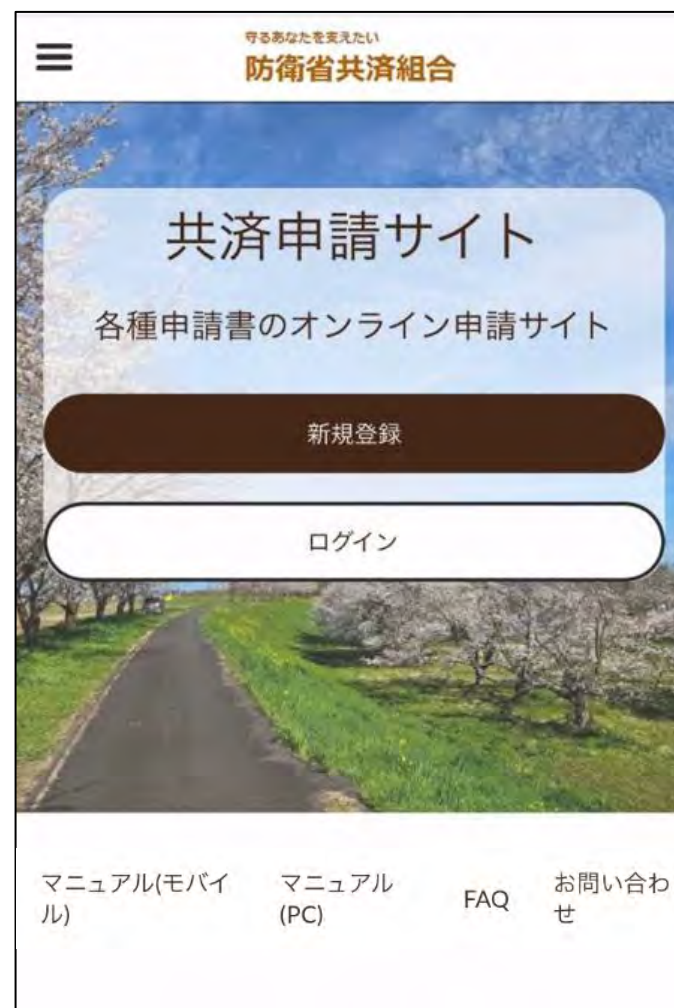 守るあなたを支えたい
防衛省共済組合
共済申請サイト
各種申請書のオンライン申請サイト
新規登録
ログイン
マニュアル(モバイ
ル)
マニュアル
(PC)
FAQ
お問い合わ
せ